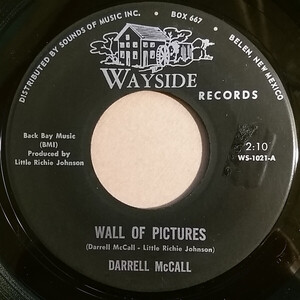 DISTRIBUTED BY SOUNDS OF MUSIC INC. • BOX 667 • BELEN, NEW MEXICO
WAYSIDE
RECORDS
Back Bay Music
(BMI)
Produced by
Little Richie Johnson
2:10
WS-1021-A
WALL OF PICTURES
(Darrell McCall - Little Richie Johnson)
DARRELL McCALL